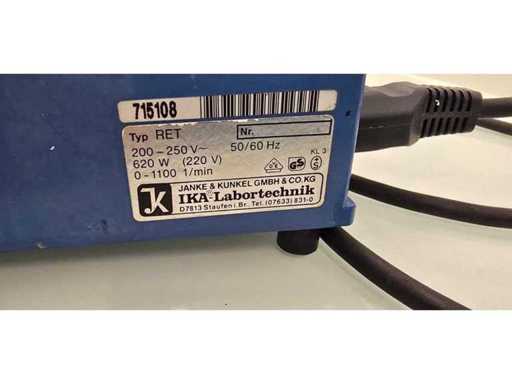 715108
Typ RET Nr.
200-250 V~ 50/60 Hz KL 3
620 W (220 V)
0-1100 1/min
JK JANKE & KUNKEL GMBH & CO. KG
IKA-Labortechnik
D7813 Staufen i. Br., Tel. (07633) 831-0